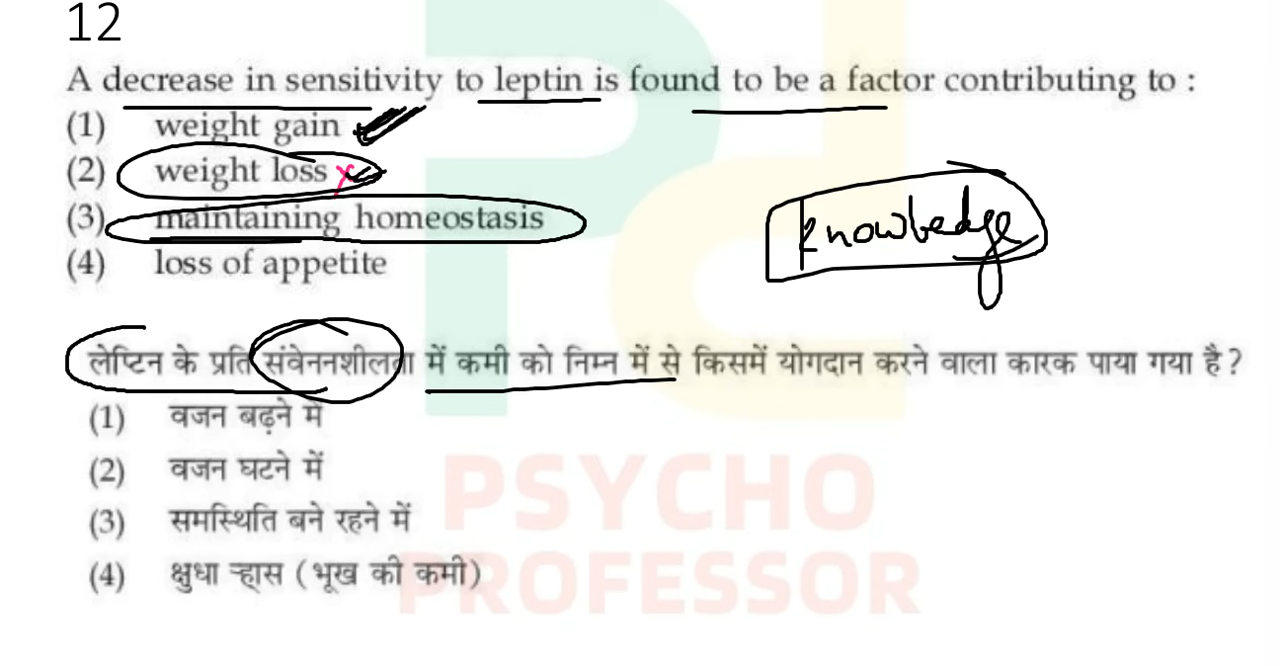 12
A decrease in sensitivity to leptin is found to be a factor contributing to :
(1) weight gain
(2) weight loss
(3) maintaining homeostasis
(4) loss of appetite
knowledge
लेप्टिन के प्रति संवेननशीलता में कमी को निम्न में से किसमें योगदान करने वाला कारक पाया गया है ?
(1) वजन बढ़ने में
(2) वजन घटने में
(3) समस्थिति बने रहने में
(4) क्षुधा ऱ्हास (भूख की कमी)
PSYCHO
PROFESSOR